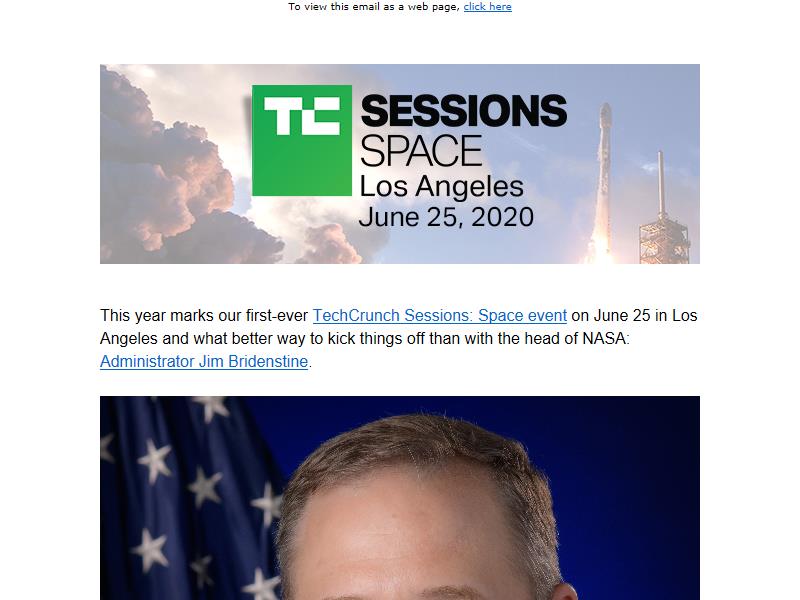 To view this email as a web page, click here
TC SESSIONS
SPACE
Los Angeles
June 25, 2020
This year marks our first-ever TechCrunch Sessions: Space event on June 25 in Los
Angeles and what better way to kick things off than with the head of NASA:
Administrator Jim Bridenstine.